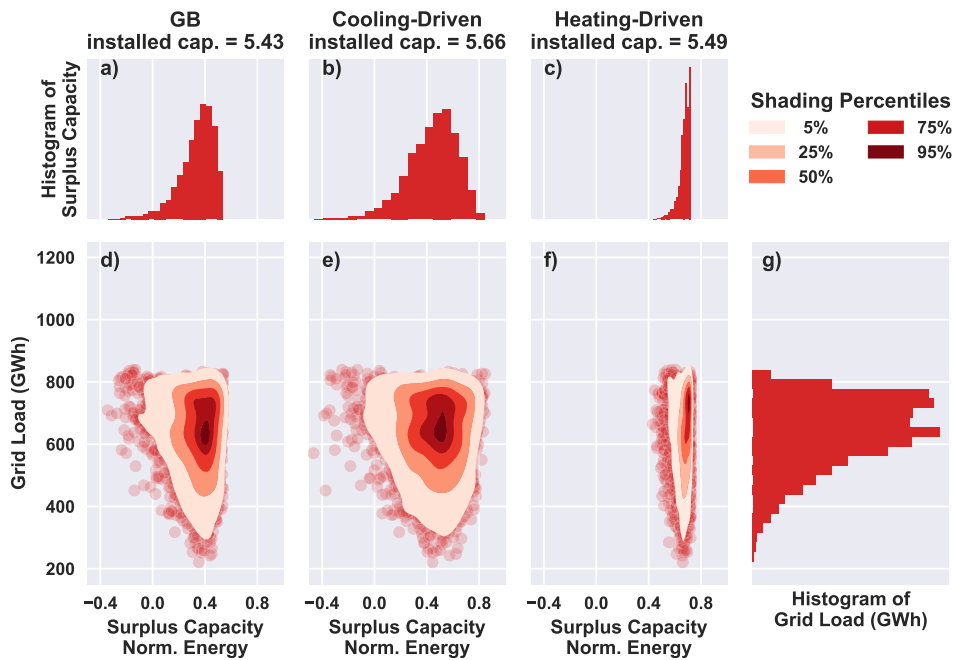 GB
installed cap. = 5.43
Cooling-Driven
installed cap. = 5.66
Heating-Driven
installed cap. = 5.49
Histogram of
Surplus Capacity
a)
b)
c)
Shading Percentiles
5%
75%
25%
95%
50%
Grid Load (GWh)
1200
1000
800
600
400
200
d)
e)
f)
g)
−0.4 0.0 0.4 0.8
−0.4 0.0 0.4 0.8
−0.4 0.0 0.4 0.8
Surplus Capacity
Norm. Energy
Surplus Capacity
Norm. Energy
Surplus Capacity
Norm. Energy
Histogram of
Grid Load (GWh)